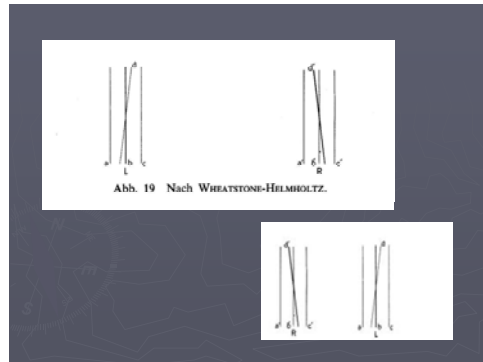 d d'
a b c a' б c'
L R
Abb. 19 Nach WHEATSTONE-HELMHOLTZ.
d' d
a' б c' a b c
R L
N
m
S